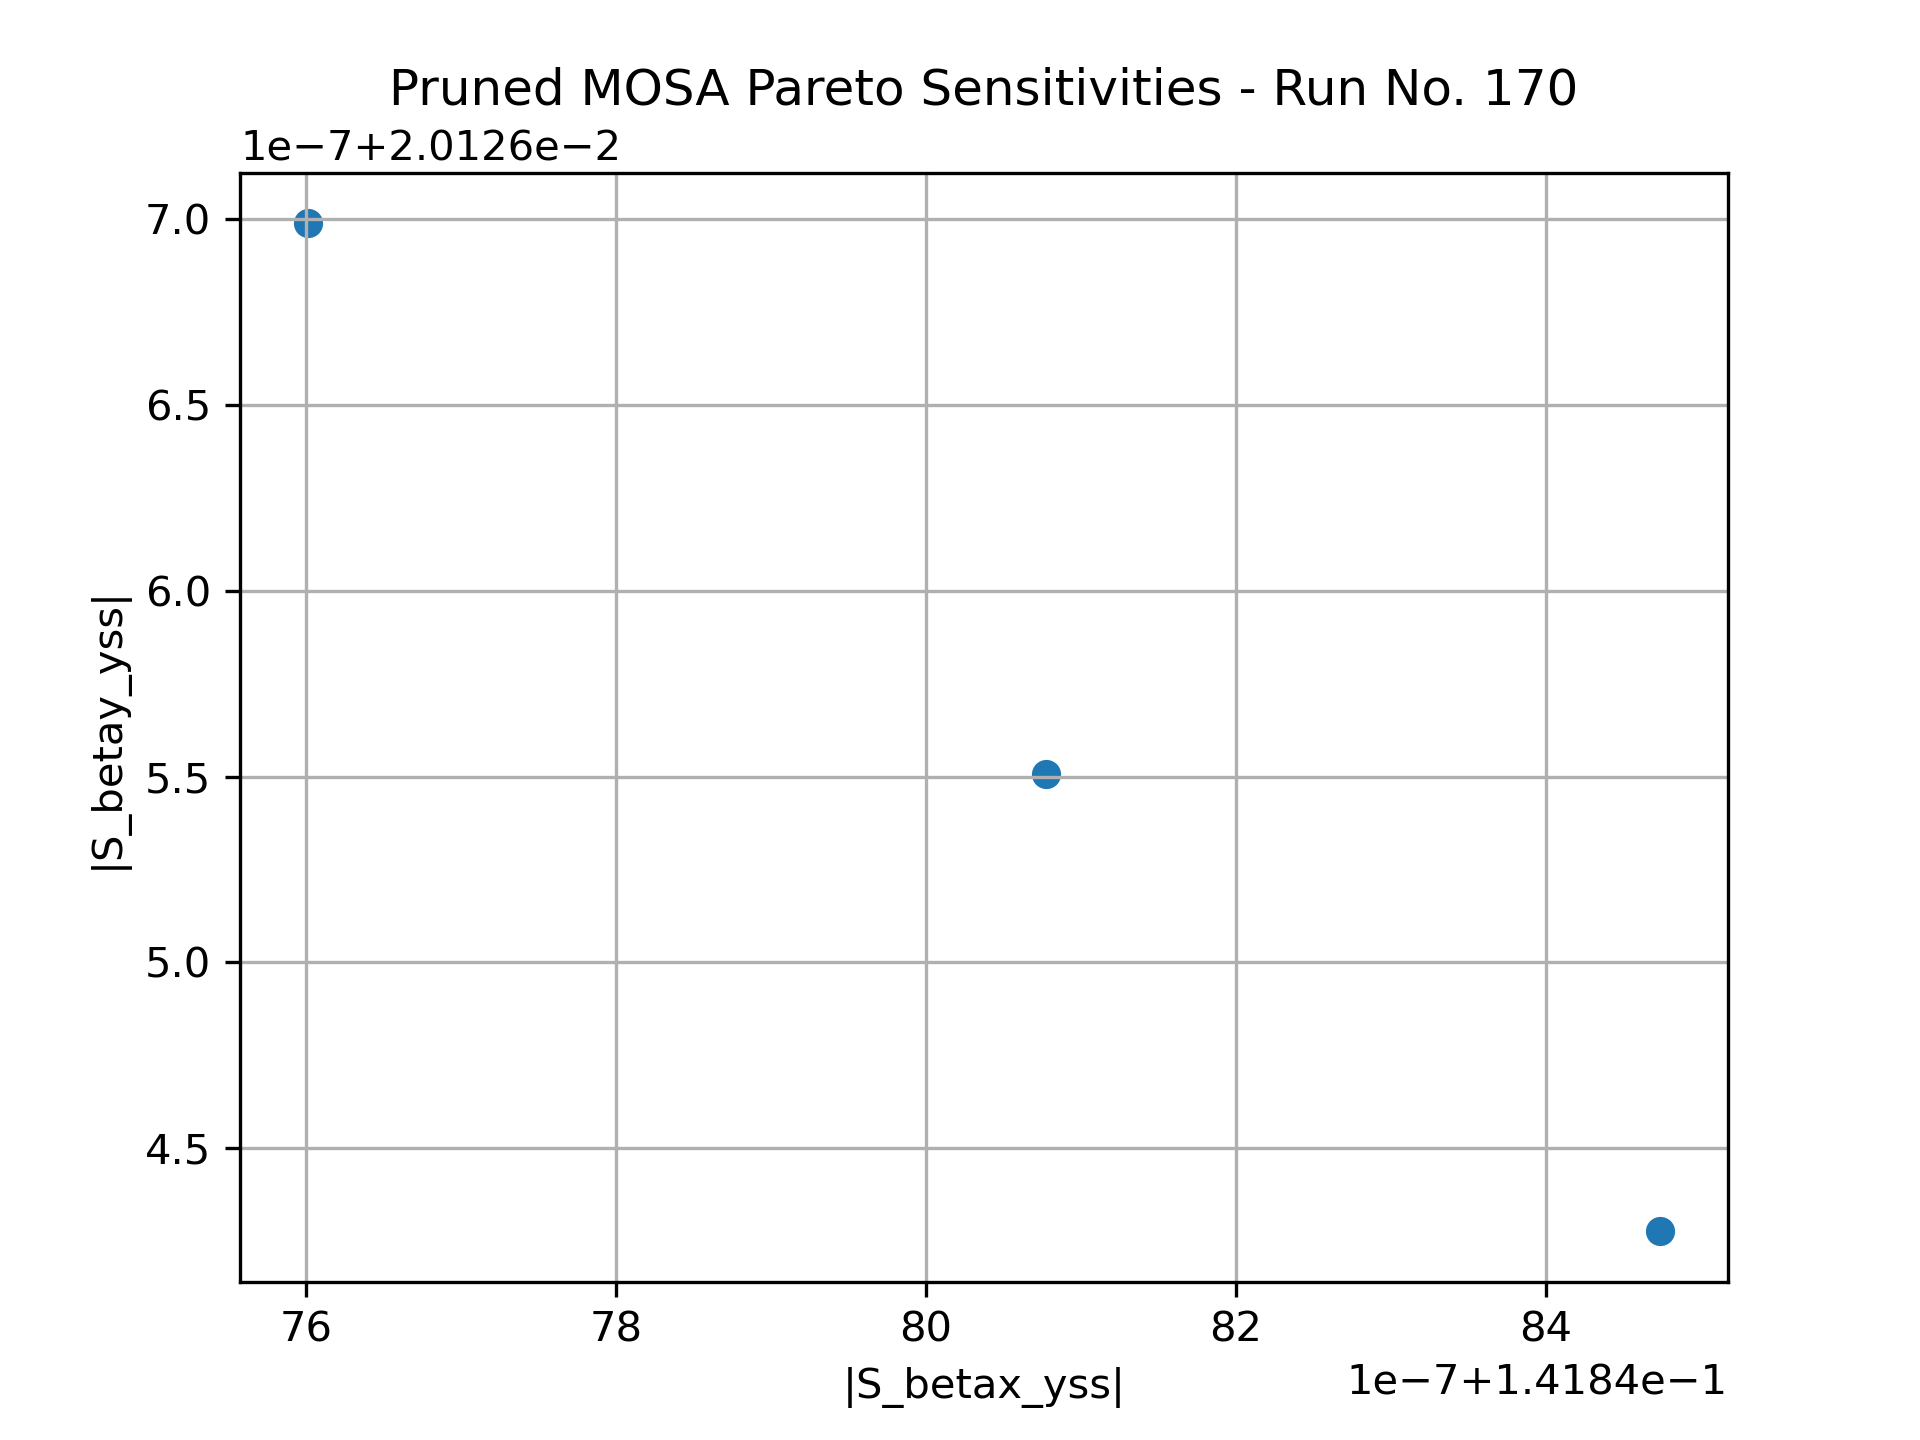 Pruned MOSA Pareto Sensitivities - Run No. 170
1e−7+2.0126e−2
7.0
6.5
6.0
5.5
5.0
4.5
|S_betay_yss|
76 78 80 82 84
|S_betax_yss|
1e−7+1.4184e−1